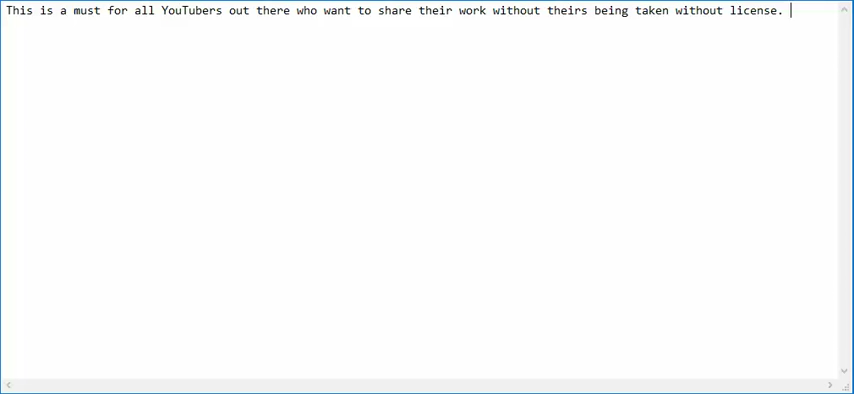 This is a must for all YouTubers out there who want to share their work without theirs being taken without license.